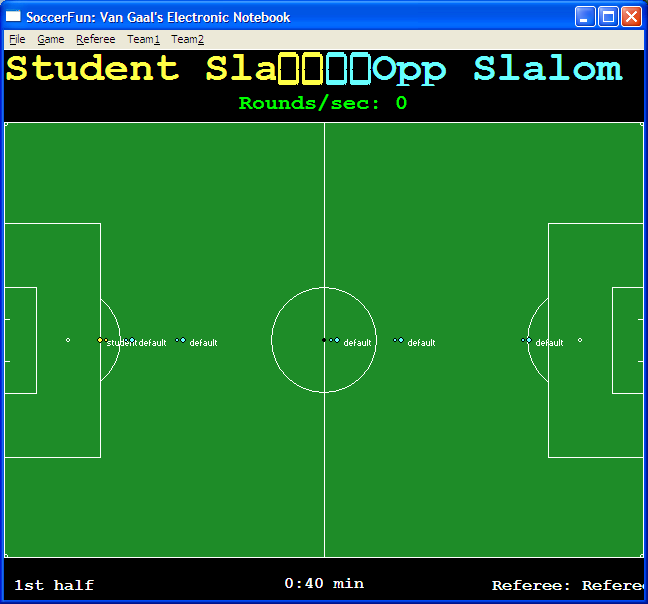 SoccerFun: Van Gaal's Electronic Notebook
File Game Referee Team1 Team2
Student Sla Opp Slalom
Rounds/sec: 0
student default default default default default
1st half 0:40 min Referee: Referee